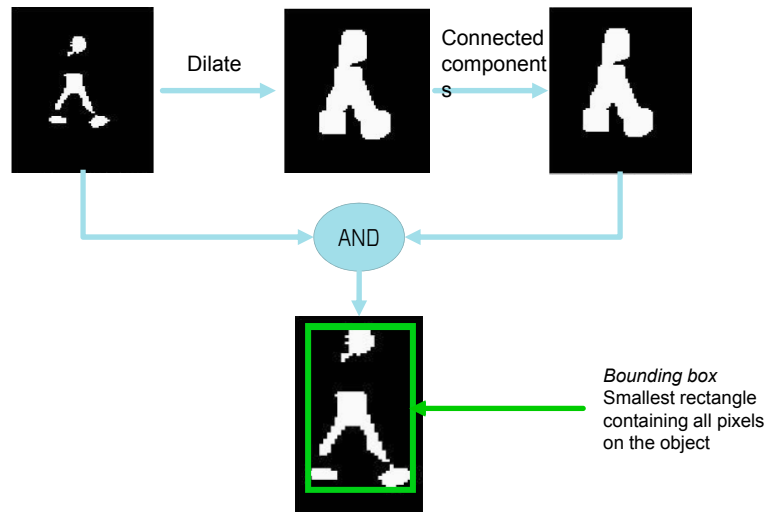 Dilate
Connected
component
s
AND
Bounding box
Smallest rectangle
containing all pixels
on the object